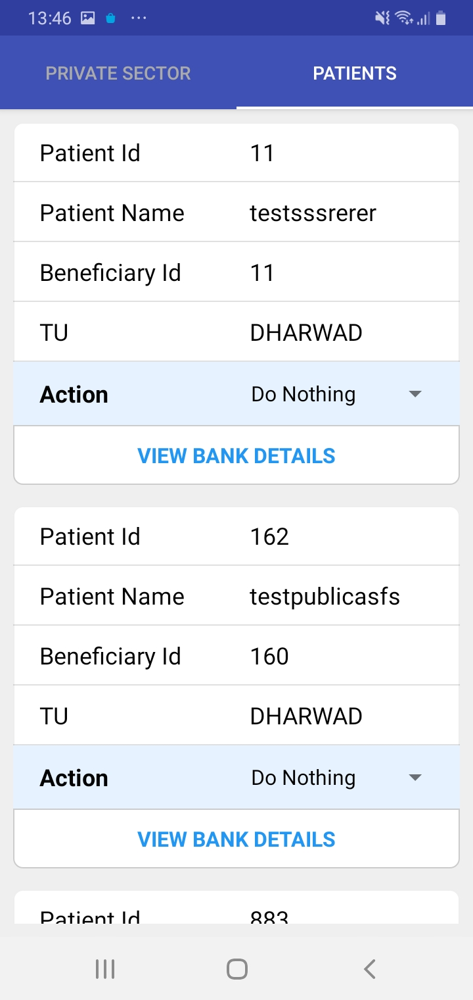 13:46
PRIVATE SECTOR PATIENTS
Patient Id 11
Patient Name testsssrerer
Beneficiary Id 11
TU DHARWAD
Action Do Nothing
VIEW BANK DETAILS
Patient Id 162
Patient Name testpublicasfs
Beneficiary Id 160
TU DHARWAD
Action Do Nothing
VIEW BANK DETAILS
Patient Id 883